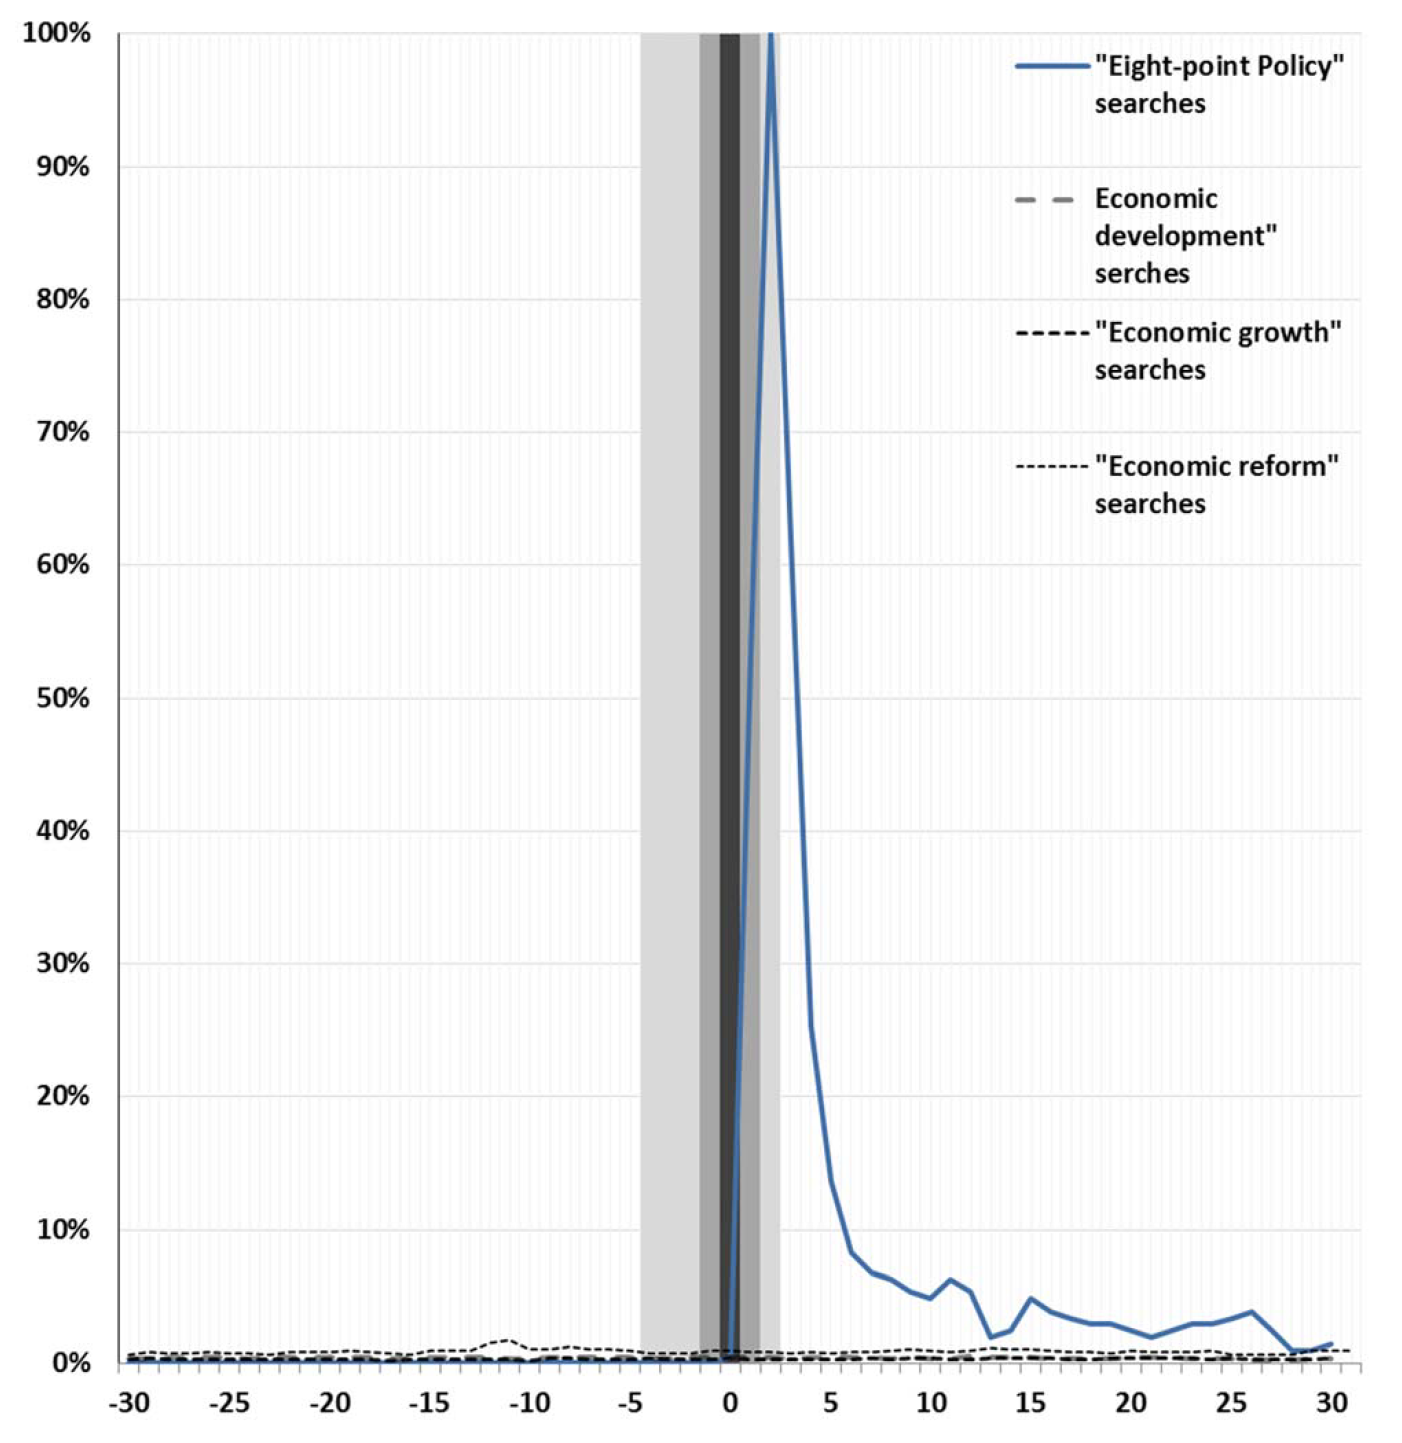 100%
90%
80%
70%
60%
50%
40%
30%
20%
10%
0%
-30 -25 -20 -15 -10 -5 0 5 10 15 20 25 30
"Eight-point Policy"
searches
Economic
development"
serches
"Economic growth"
searches
"Economic reform"
searches